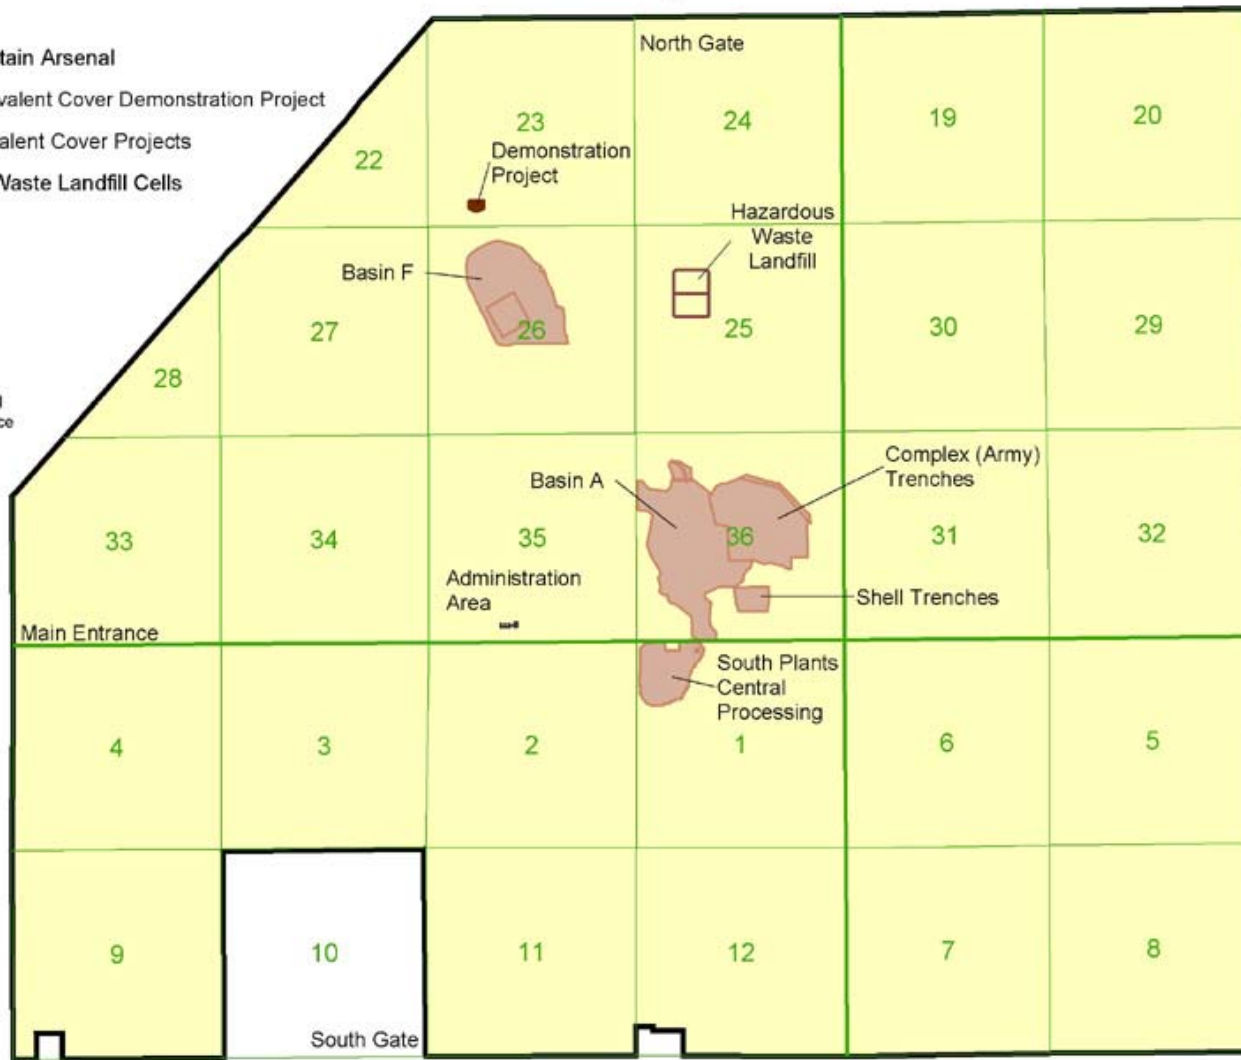 tain Arsenal
valent Cover Demonstration Project
alent Cover Projects
Waste Landfill Cells
North Gate
22
23
24
19
20
Demonstration
Project
Hazardous
Waste
Landfill
Basin F
28
27
26
25
30
29
ce
Basin A
Complex (Army)
Trenches
33
34
35
36
31
32
Administration
Area
Shell Trenches
Main Entrance
South Plants
Central
Processing
4
3
2
1
6
5
9
10
11
12
7
8
South Gate